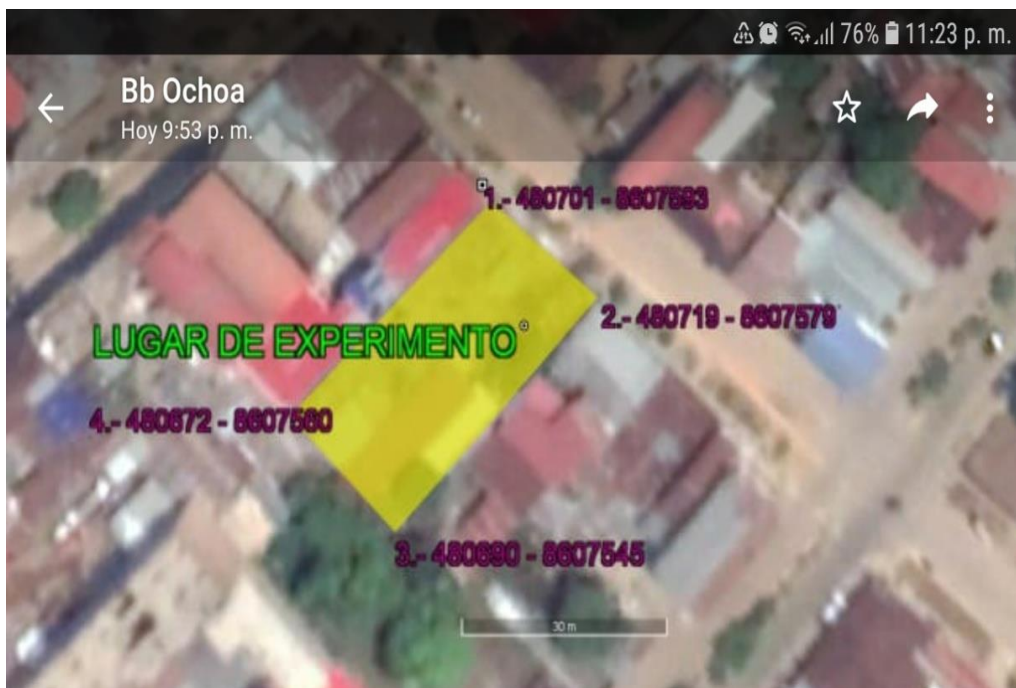 76% 11:23 p. m.
Bb Ochoa
Hoy 9:53 p. m.
1.- 480701 - 8607593
2.- 480719 - 8607579
LUGAR DE EXPERIMENTO
4.- 480672 - 8607560
3.- 480690 - 8607545
30 m